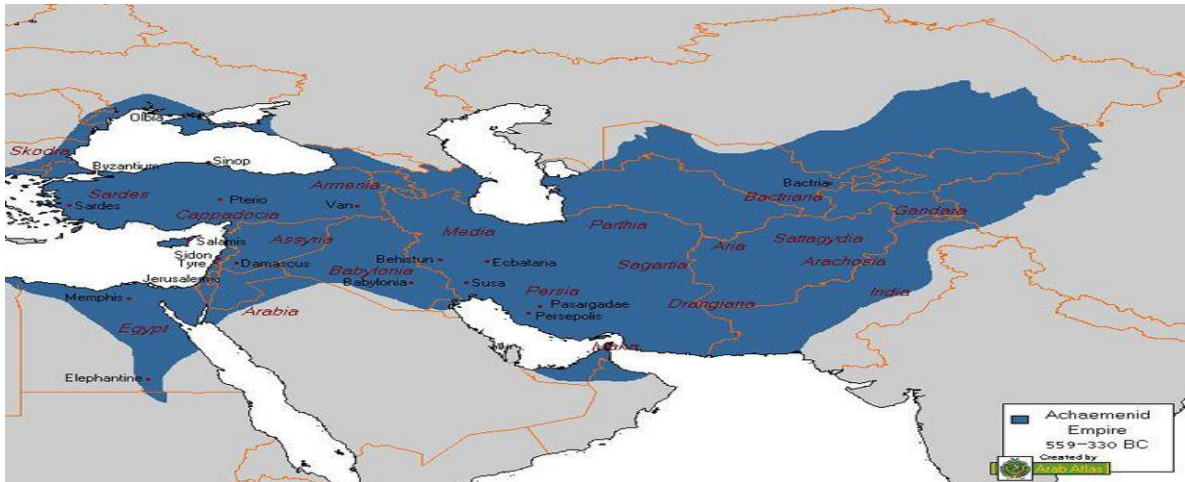 Olbia
Skodra
Byzantium
Sinop
Sardes
Sardes
Pterio
Cappadocia
Armenia
Van
Assyria
Media
Parthia
Bactria
Bactriana
Gandara
Salamis
Sidon
Tyre
Damascus
Jerusalem
Behistun
Ecbatana
Babylonia
Babylonia
Susa
Sagartia
Aria
Sattagydia
Arachosia
Memphis
Egypt
Arabia
Persia
Pasargadae
Persepolis
Drangiana
India
Maka
Elephantine
Achaemenid
Empire
559-330 BC
Created by
Arab Atlas